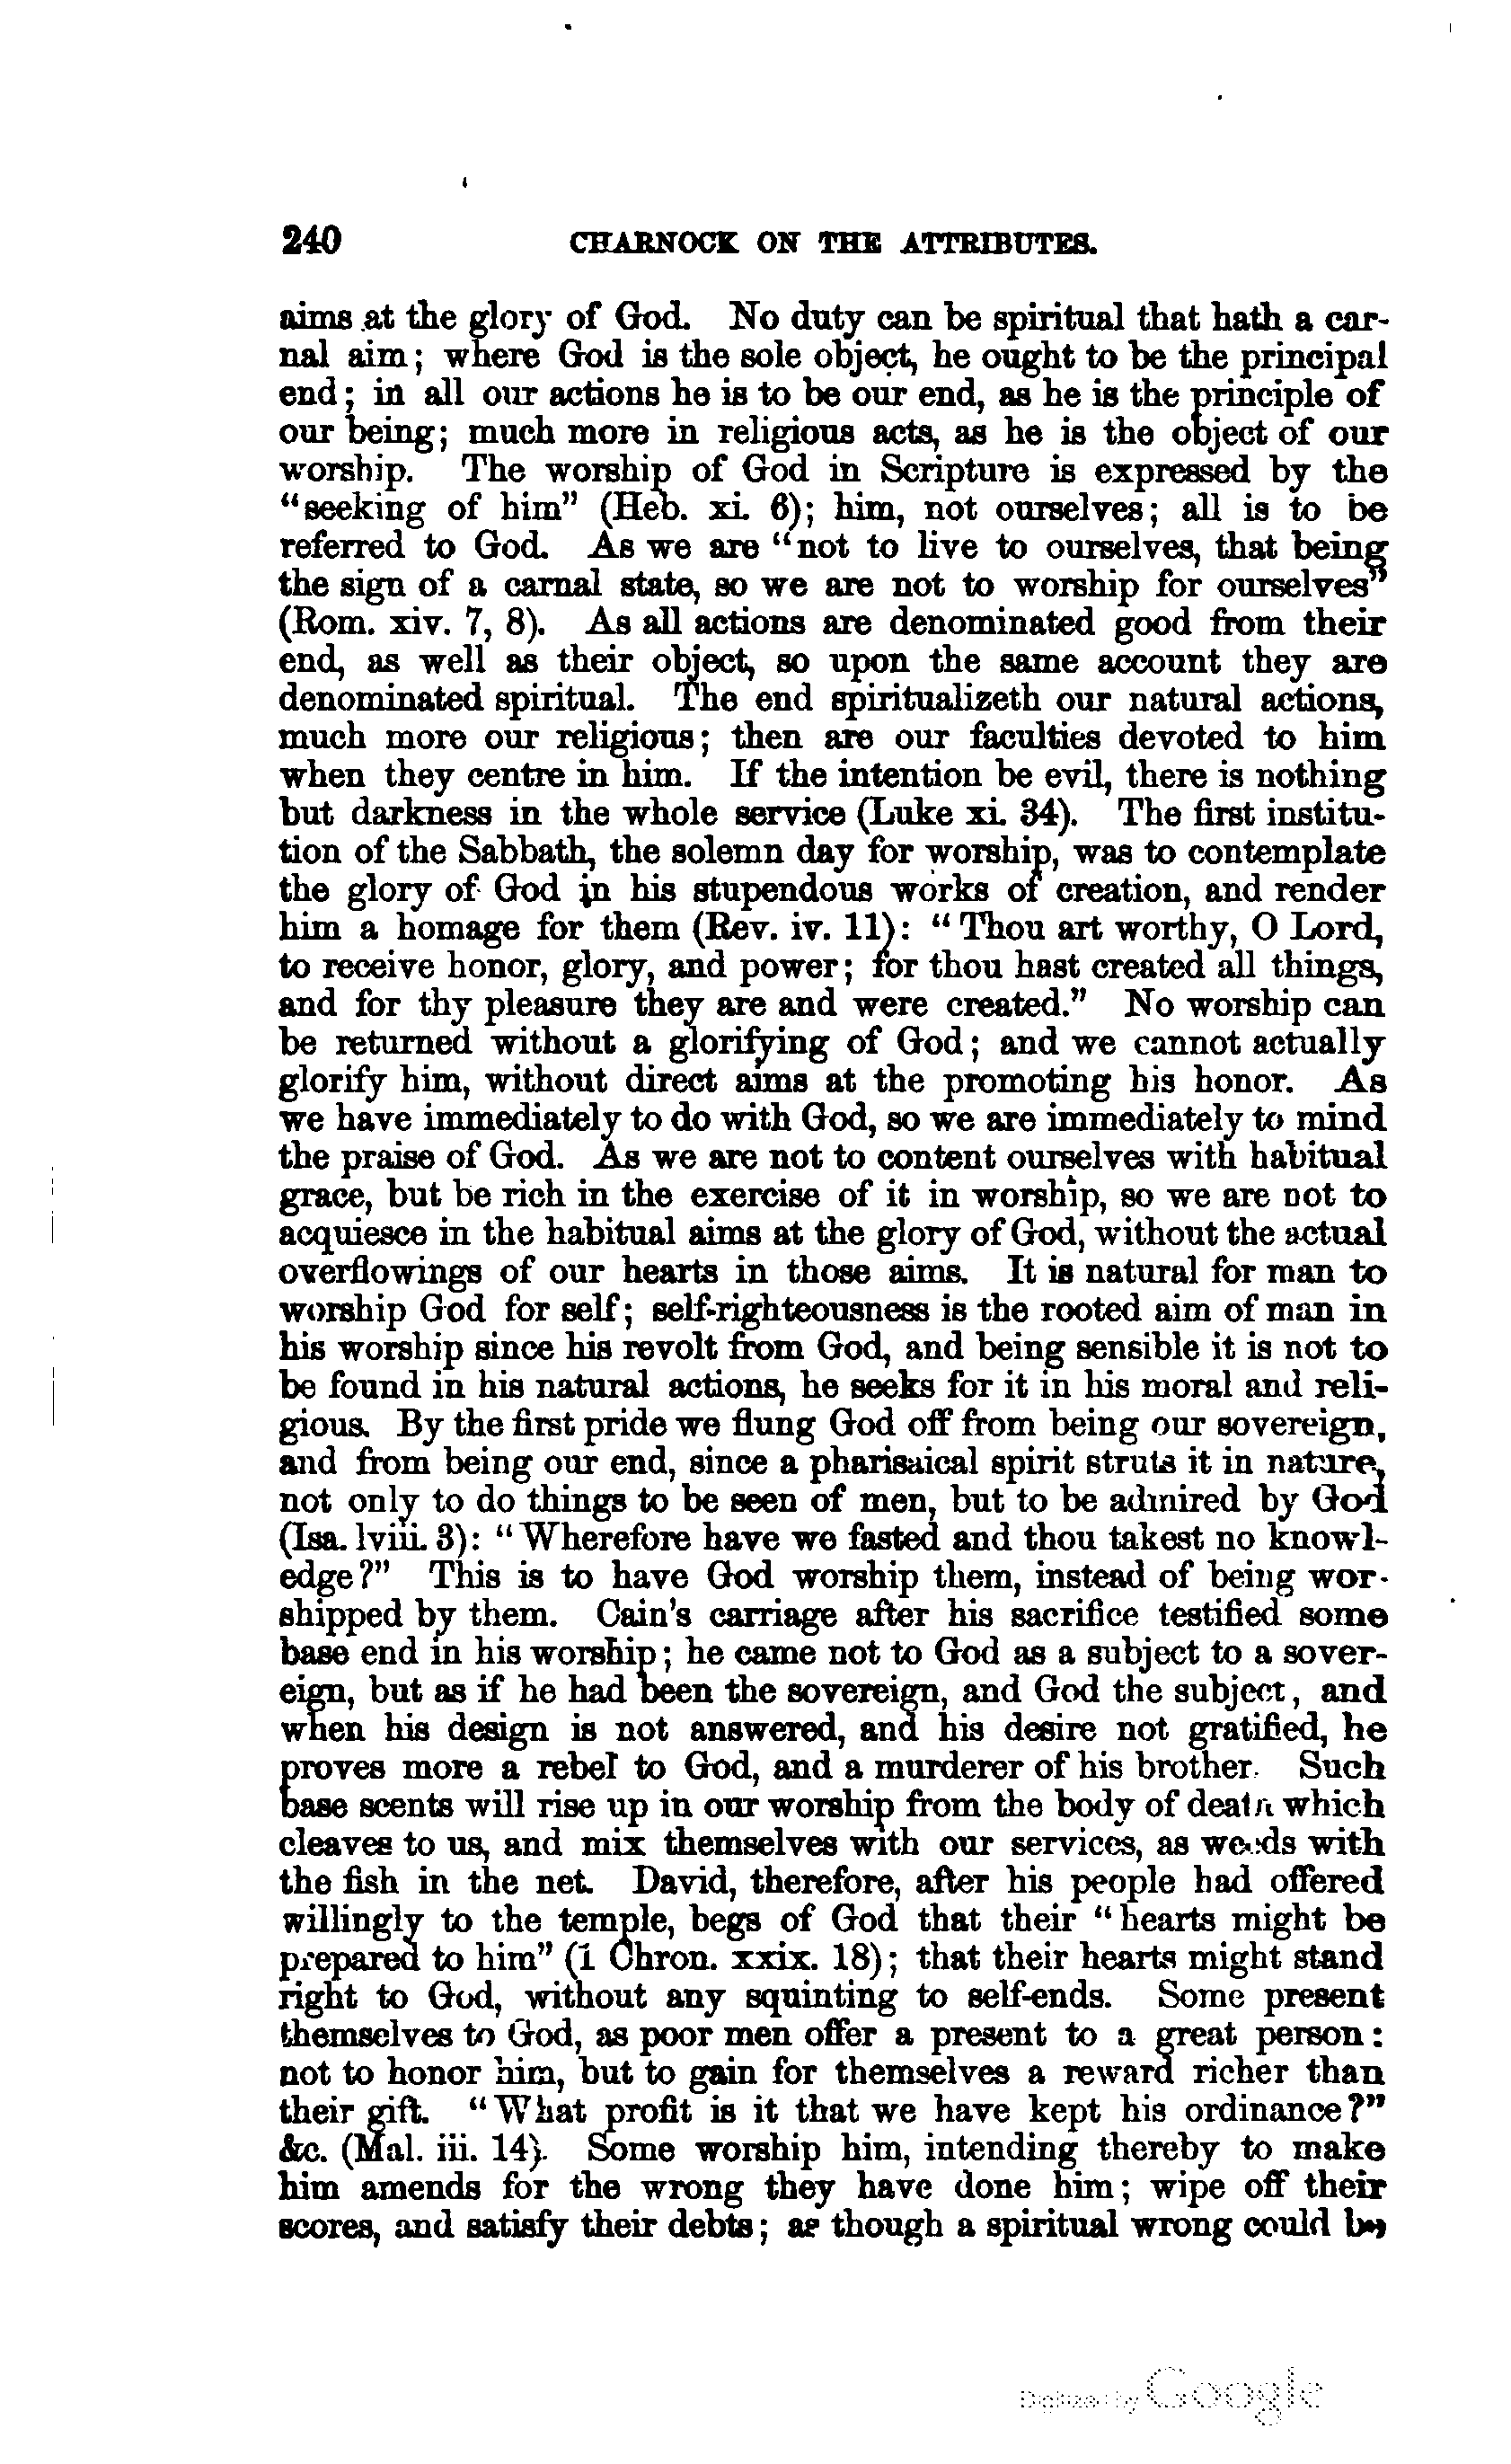 240 CHARNOCK ON THE ATTRIBUTES.
aims at the glory of God. No duty can be spiritual that hath a car-
nal aim; where God is the sole object, he ought to be the principal
end; in all our actions he is to be our end, as he is the principle of
our being; much more in religious acts, as he is the object of our
worship. The worship of God in Scripture is expressed by the
"seeking of him" (Heb. xi. 6); him, not ourselves; all is to be
referred to God. As we are "not to live to ourselves, that being
the sign of a carnal state, so we are not to worship for ourselves"
(Rom. xiv. 7, 8). As all actions are denominated good from their
end, as well as their object, so upon the same account they are
denominated spiritual. The end spiritualizeth our natural actions,
much more our religious; then are our faculties devoted to him
when they centre in him. If the intention be evil, there is nothing
but darkness in the whole service (Luke xi. 34). The first institu-
tion of the Sabbath, the solemn day for worship, was to contemplate
the glory of God in his stupendous works of creation, and render
him a homage for them (Rev. iv. 11): "Thou art worthy, O Lord,
to receive honor, glory, and power; for thou hast created all things,
and for thy pleasure they are and were created." No worship can
be returned without a glorifying of God; and we cannot actually
glorify him, without direct aims at the promoting his honor. As
we have immediately to do with God, so we are immediately to mind
the praise of God. As we are not to content ourselves with habitual
grace, but be rich in the exercise of it in worship, so we are not to
acquiesce in the habitual aims at the glory of God, without the actual
overflowings of our hearts in those aims. It is natural for man to
worship God for self; self-righteousness is the rooted aim of man in
his worship since his revolt from God, and being sensible it is not to
be found in his natural actions, he seeks for it in his moral and reli-
gious. By the first pride we flung God off from being our sovereign,
and from being our end, since a pharisaical spirit struts it in nature,
not only to do things to be seen of men, but to be admired by God
(Isa. lviii. 3): "Wherefore have we fasted and thou takest no knowl-
edge?" This is to have God worship them, instead of being wor-
shipped by them. Cain's carriage after his sacrifice testified some
base end in his worship; he came not to God as a subject to a sover-
eign, but as if he had been the sovereign, and God the subject, and
when his design is not answered, and his desire not gratified, he
proves more a rebel to God, and a murderer of his brother. Such
base scents will rise up in our worship from the body of death which
cleaves to us, and mix themselves with our services, as weeds with
the fish in the net. David, therefore, after his people had offered
willingly to the temple, begs of God that their "hearts might be
prepared to him" (1 Chron. xxix. 18); that their hearts might stand
right to God, without any squinting to self-ends. Some present
themselves to God, as poor men offer a present to a great person:
not to honor him, but to gain for themselves a reward richer than
their gift. "What profit is it that we have kept his ordinance?"
&c. (Mal. iii. 14). Some worship him, intending thereby to make
him amends for the wrong they have done him; wipe off their
scores, and satisfy their debts; as though a spiritual wrong could be
Digitized by Google